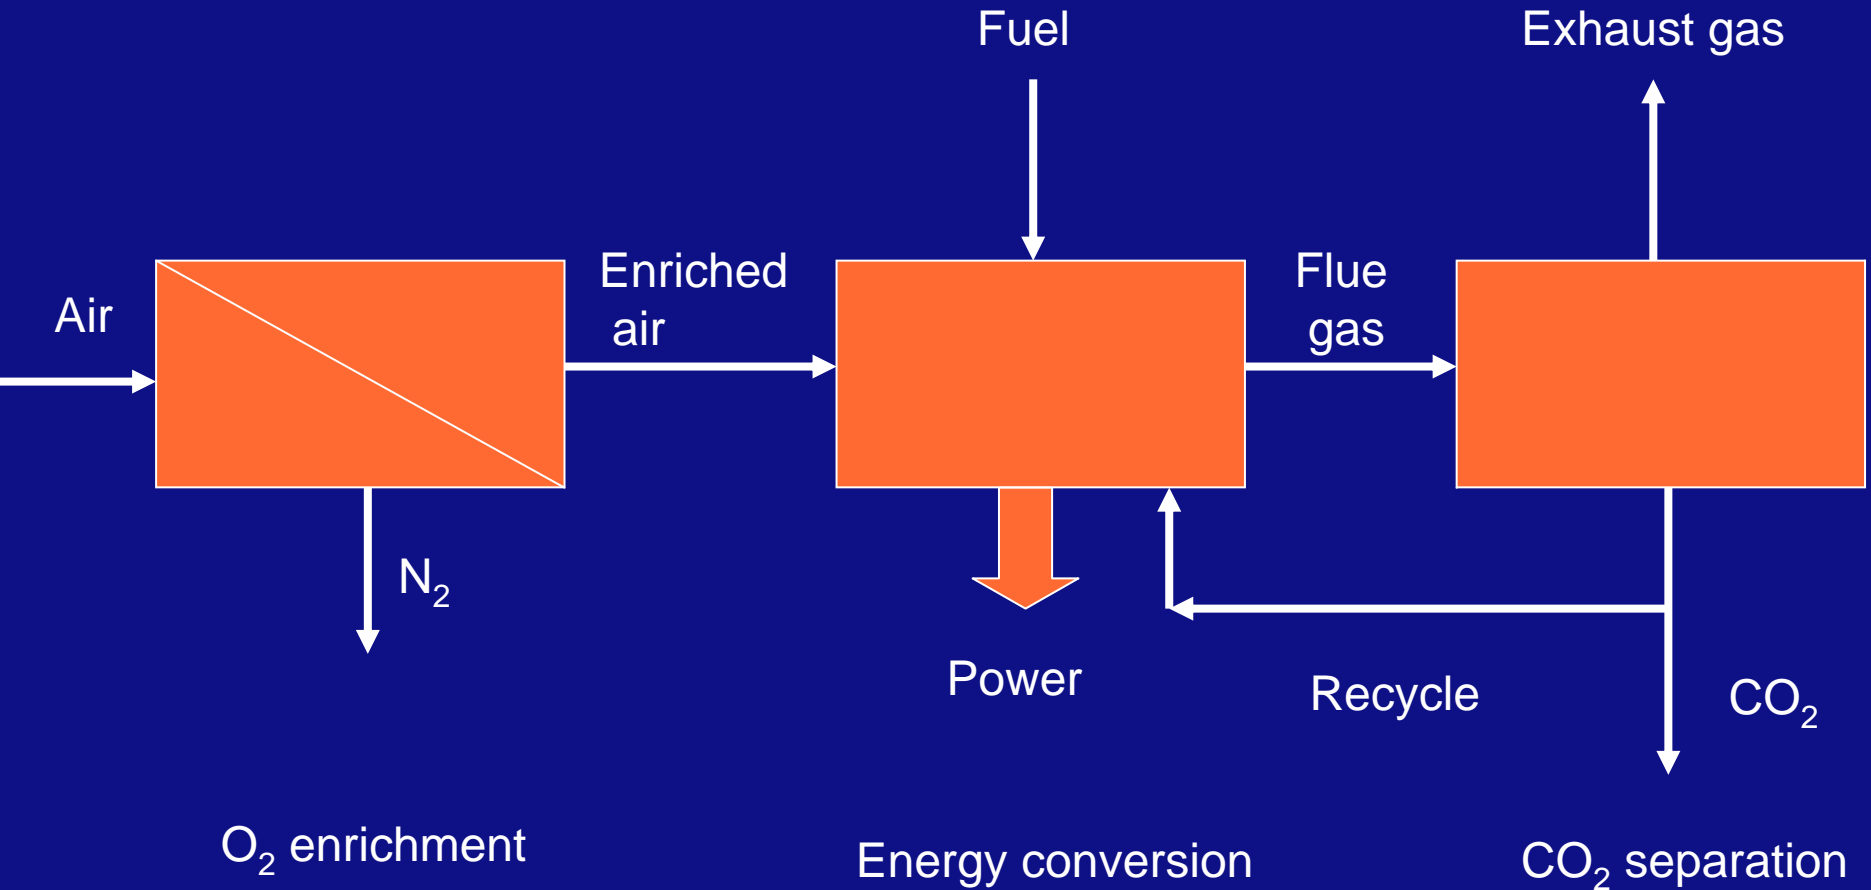 Fuel
Exhaust gas
Air
Enriched
air
Flue
gas
N₂
Power
Recycle
CO₂
O₂ enrichment
Energy conversion
CO₂ separation